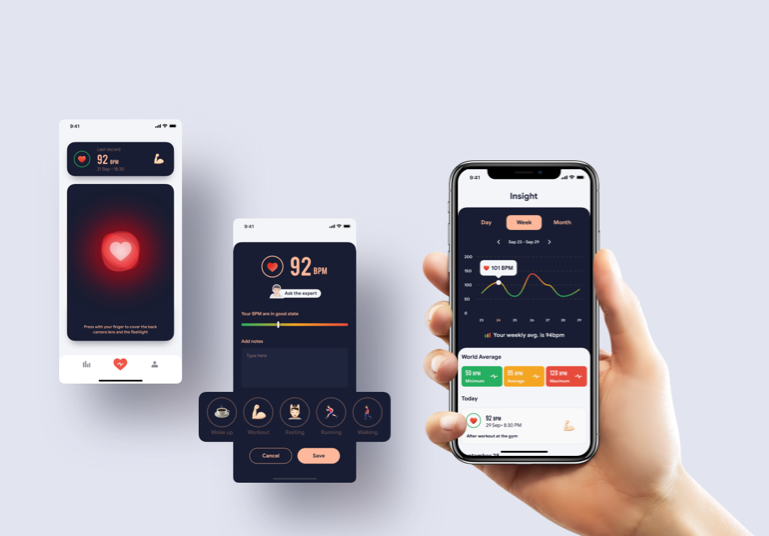 9:41
Last record
92 BPM
21 Sep - 18:30
Press with your finger to cover the back
camera lens and the flashlight
9:41
92 BPM
Ask the expert
Your BPM are in good state
Add notes
Type here
Wake up
Workout
Resting
Running
Walking
Cancel
Save
9:41
Insight
Day
Week
Month
Sep 23 - Sep 29
200
150
100
50
0
101 BPM
23 24 25 26 27 28 29
Your weekly avg. is 94bpm
World Average
50 BPM
Minimum
95 BPM
Average
128 BPM
Maximum
Today
92 BPM
29 Sep- 8:30 PM
After workout at the gym